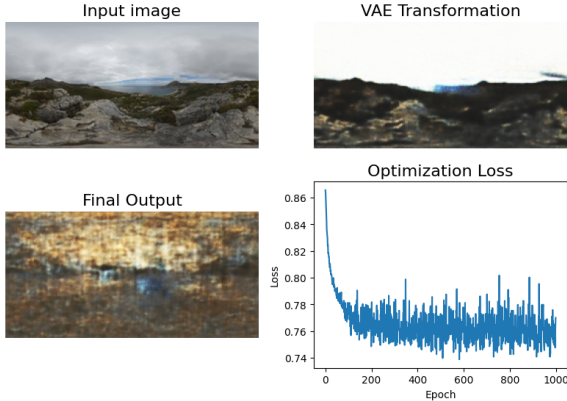 Input image
VAE Transformation
Final Output
Optimization Loss
0.86
0.84
0.82
0.80
0.78
0.76
0.74
Loss
0 200 400 600 800 1000
Epoch